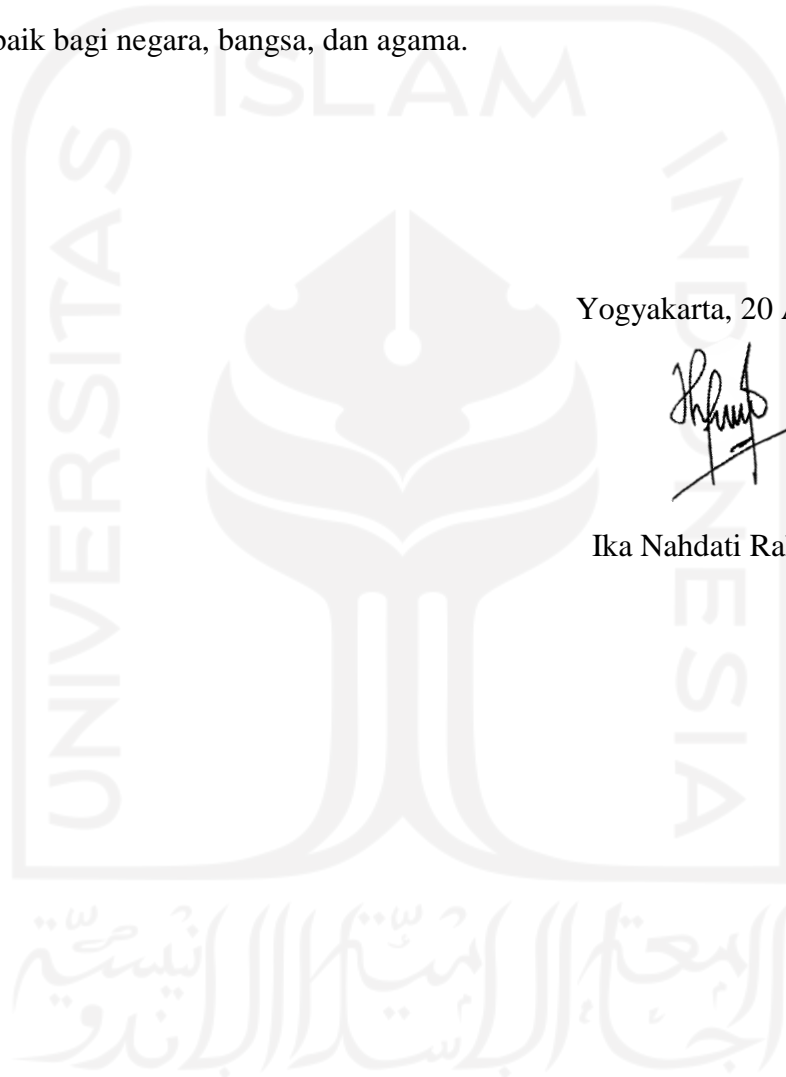 baik bagi negara, bangsa, dan agama.
ISLAM
UNIVERSITAS
INDONESIA
Yogyakarta, 20
Ika Nahdati